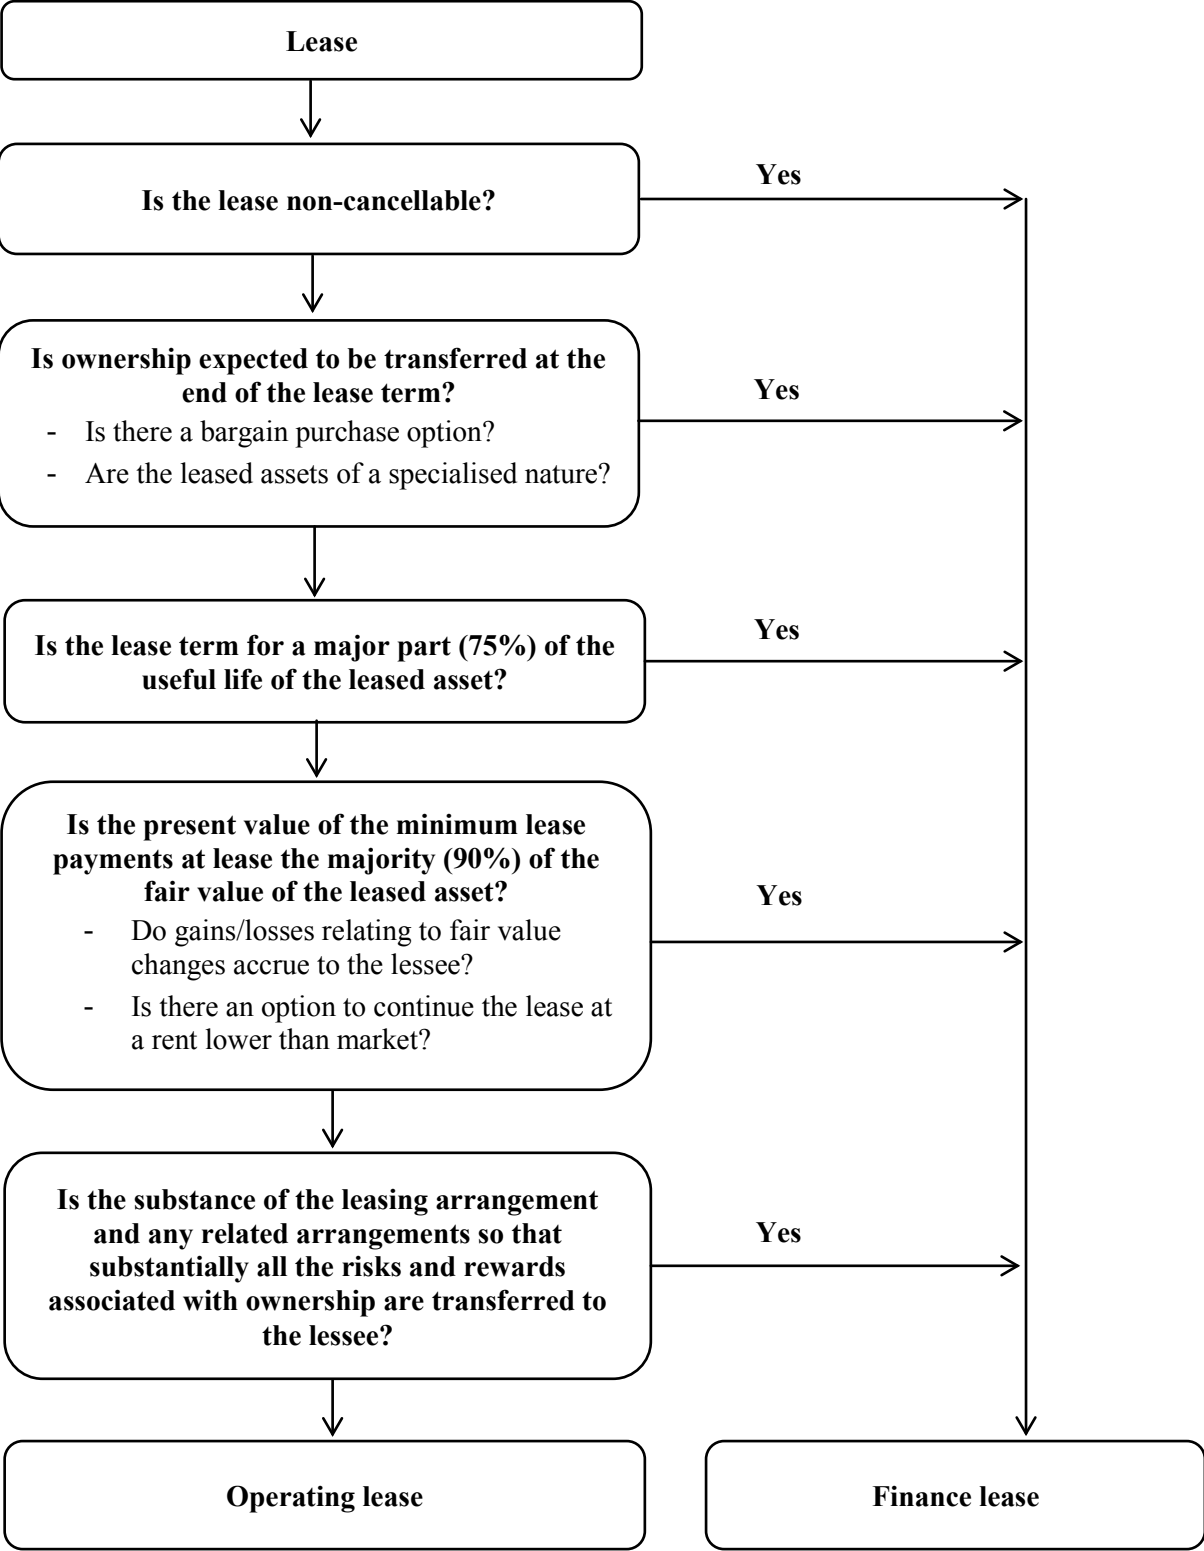 Lease
Is the lease non-cancellable?
Yes
Is ownership expected to be transferred at the
end of the lease term?
- Is there a bargain purchase option?
- Are the leased assets of a specialised nature?
Yes
Is the lease term for a major part (75%) of the
useful life of the leased asset?
Yes
Is the present value of the minimum lease
payments at lease the majority (90%) of the
fair value of the leased asset?
- Do gains/losses relating to fair value
changes accrue to the lessee?
- Is there an option to continue the lease at
a rent lower than market?
Yes
Is the substance of the leasing arrangement
and any related arrangements so that
substantially all the risks and rewards
associated with ownership are transferred to
the lessee?
Yes
Operating lease
Finance lease